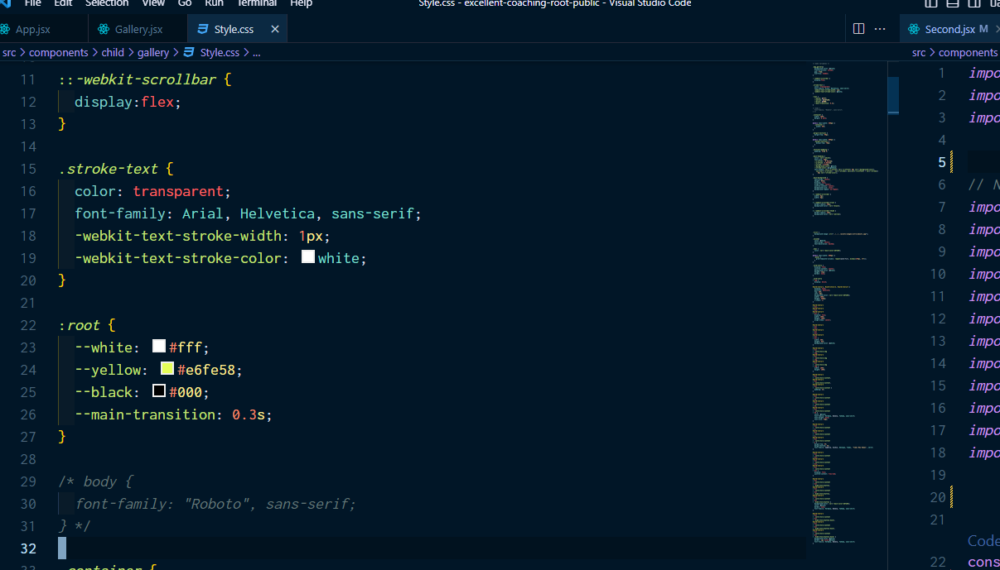 File Edit Selection View Go Run Terminal Help Style.css - excellent-coaching-root-public - Visual Studio Code
App.jsx Gallery.jsx Style.css × ··· Second.jsx M
src > components > child > gallery > Style.css > ...
src > components
11 ::-webkit-scrollbar {
12 display:flex;
13 }
14
15 .stroke-text {
16 color: transparent;
17 font-family: Arial, Helvetica, sans-serif;
18 -webkit-text-stroke-width: 1px;
19 -webkit-text-stroke-color: white;
20 }
21
22 :root {
23 --white: #fff;
24 --yellow: #e6fe58;
25 --black: #000;
26 --main-transition: 0.3s;
27 }
28
29 /* body {
30 font-family: "Roboto", sans-serif;
31 } */
32
33 .container {
1 impo
2 impo
3 impo
4
5
6 // N
7 impo
8 impo
9 impo
10 impo
11 impo
12 impo
13 impo
14 impo
15 impo
16 impo
17 impo
18 impo
19
20
21
Code
22 cons